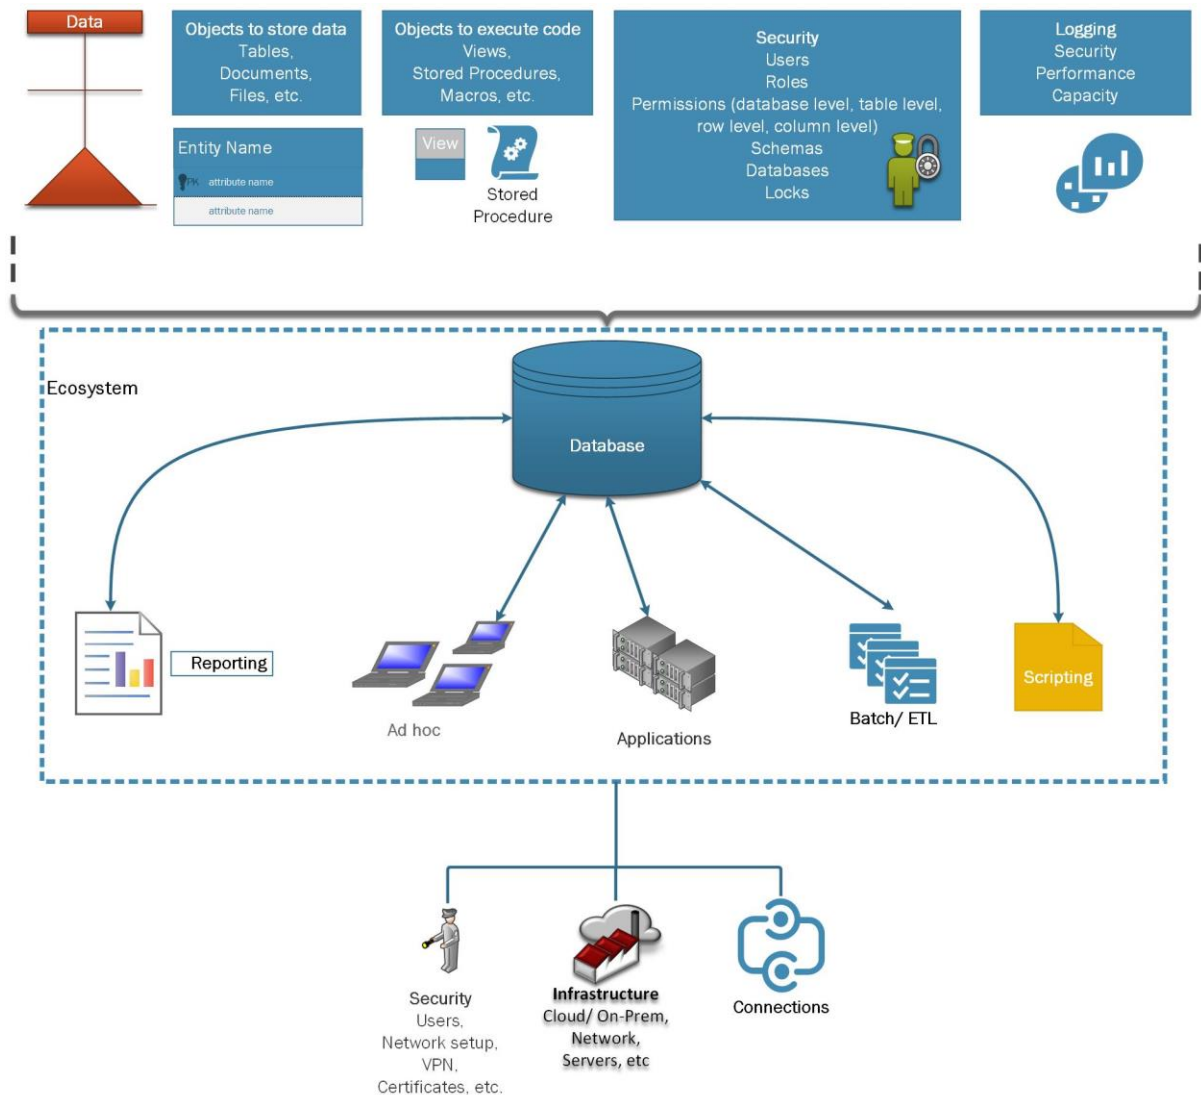 Data
Objects to store data
Tables,
Documents,
Files, etc.
Objects to execute code
Views,
Stored Procedures,
Macros, etc.
Security
Users
Roles
Permissions (database level, table level,
row level, column level)
Schemas
Databases
Locks
Logging
Security
Performance
Capacity
Entity Name
PK attribute name
attribute name
View
Stored
Procedure
Ecosystem
Database
Reporting
Ad hoc
Applications
Batch/ ETL
Scripting
Security
Users,
Network setup,
VPN,
Certificates, etc.
Infrastructure
Cloud/ On-Prem,
Network,
Servers, etc
Connections